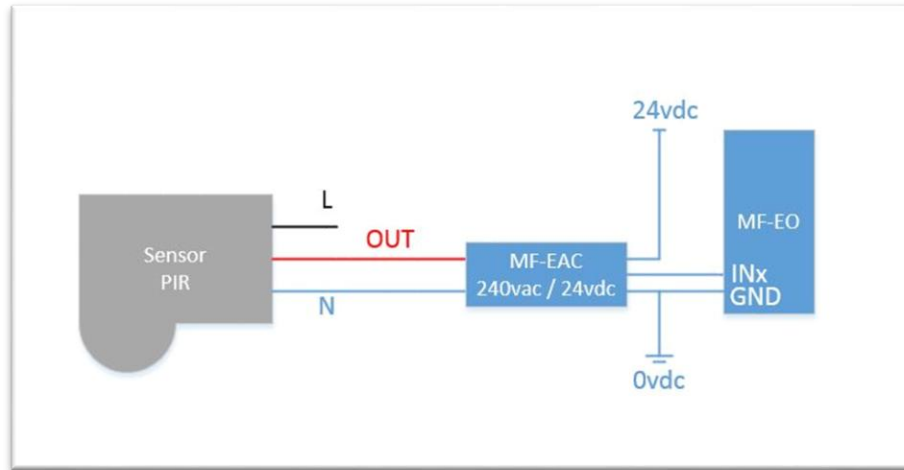 24vdc
L
OUT
N
Sensor
PIR
MF-EAC
240vac / 24vdc
MF-EO
INx
GND
0vdc